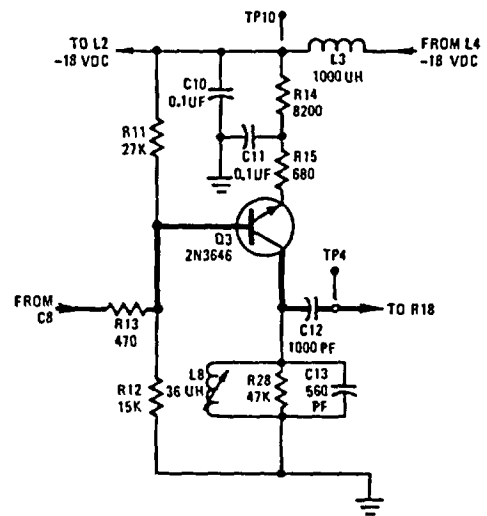 TP10
TO L2
-18 VDC
FROM L4
-18 VDC
L3
1000 UH
C10
0.1UF
R14
8200
R11
27K
C11
0.1UF
R15
680
Q3
2N3646
TP4
FROM
C8
R13
470
C12
1000 PF
TO R18
L8
36
UH
R28
47K
C13
560
PF
R12
15K